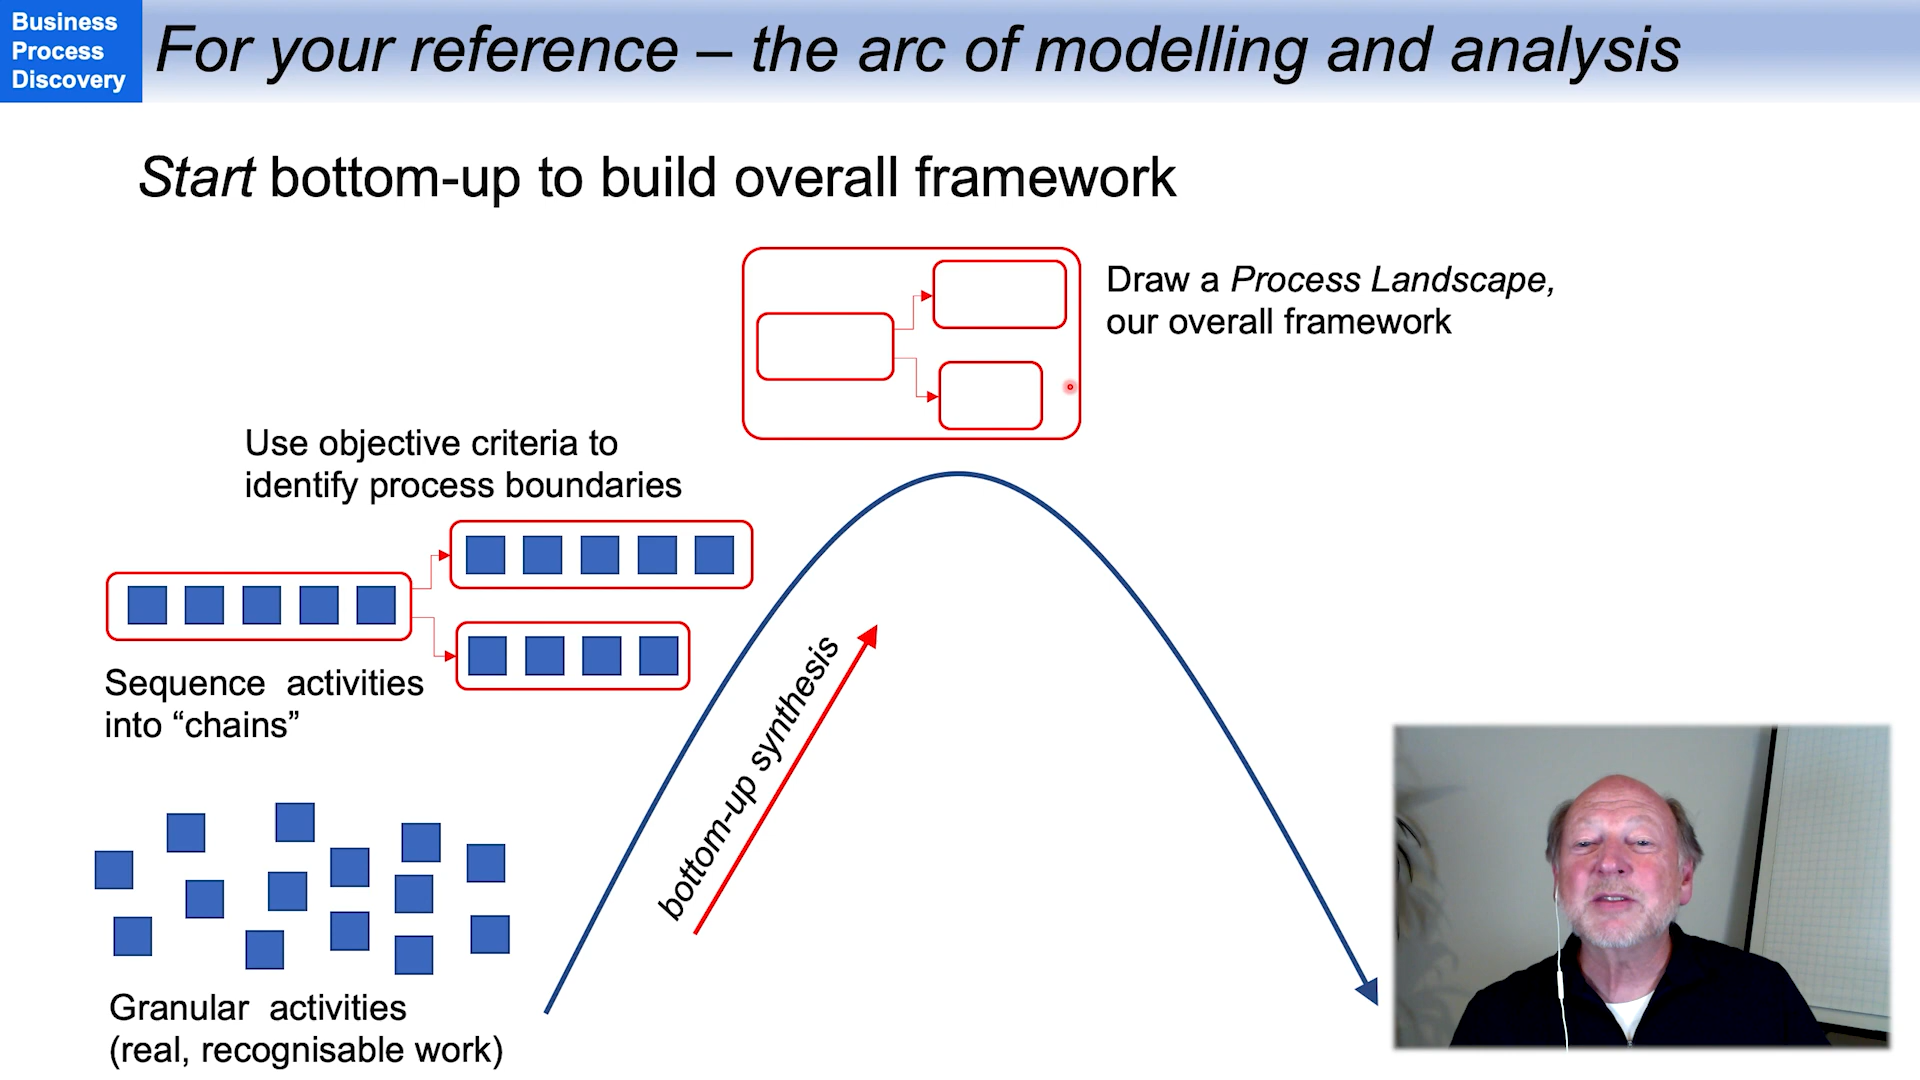 Business
Process
Discovery
For your reference – the arc of modelling and analysis
Start bottom-up to build overall framework
Draw a Process Landscape,
our overall framework
Use objective criteria to
identify process boundaries
Sequence activities
into “chains”
bottom-up synthesis
Granular activities
(real, recognisable work)